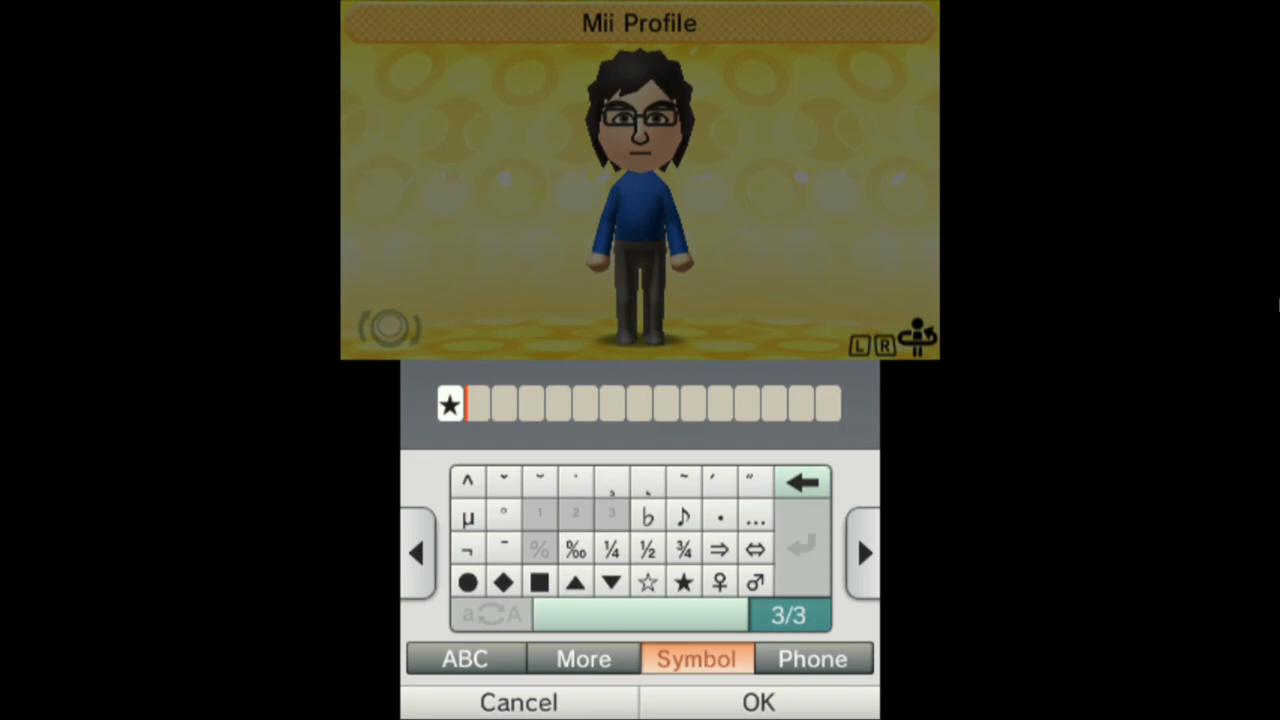 Mii Profile
L R
★
^ ˇ ˘ ˙ ¸ ˛ ~ ′ ″
µ ° 1 2 3 ♭ ♪ · …
¬ ¯ % ‰ ¼ ½ ¾ ⇒ ⇔
● ◆ ■ ▲ ▼ ☆ ★ ♀ ♂
a A 3/3
ABC More Symbol Phone
Cancel OK